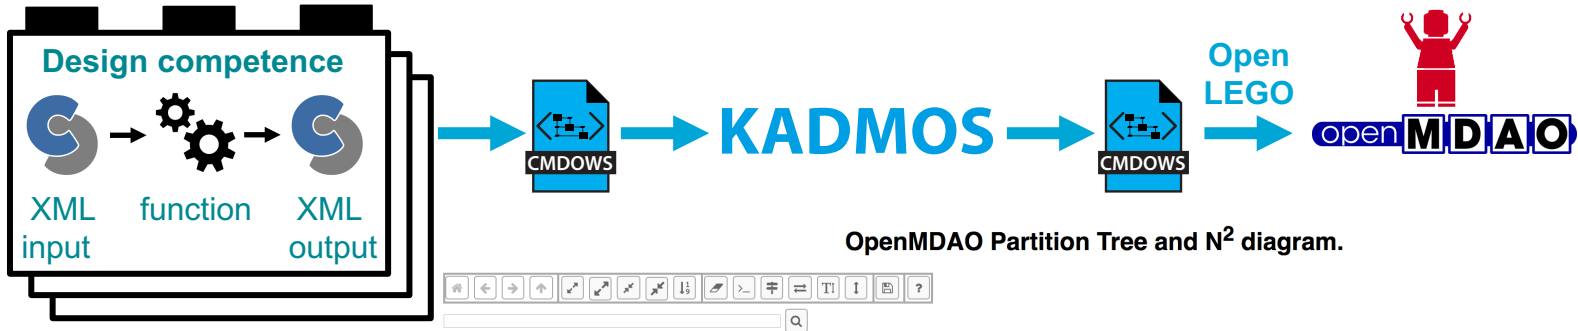 Design competence
XML
input
function
XML
output
CMDOWS
KADMOS
CMDOWS
Open
LEGO
open MDAO
OpenMDAO Partition Tree and N² diagram.